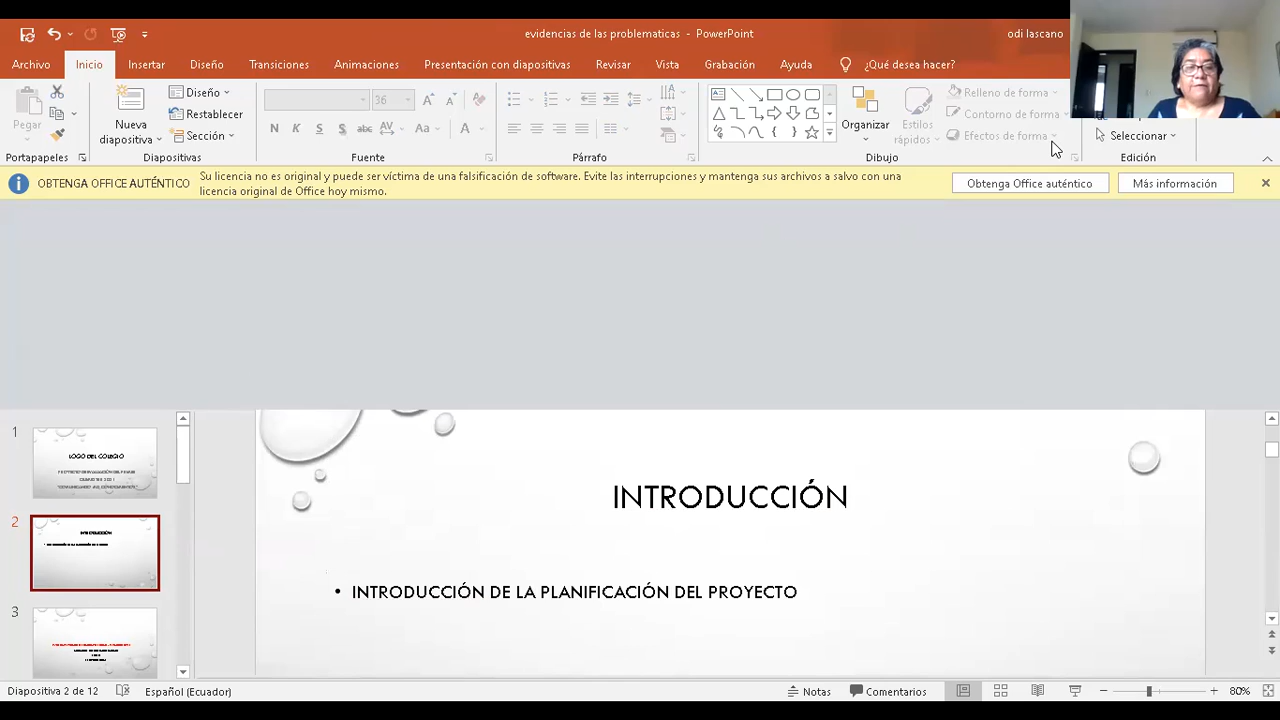 evidencias de las problematicas - PowerPoint
odi lascano
Archivo Inicio Insertar Diseño Transiciones Animaciones Presentación con diapositivas Revisar Vista Grabación Ayuda ¿Qué desea hacer?
Pegar
Nueva diapositiva
Diseño
Restablecer
Sección
36
N K S S abc AV Aa A
Organizar
Estilos rápidos
Relleno de forma
Contorno de forma
Efectos de forma
Seleccionar
Portapapeles Diapositivas Fuente Párrafo Dibujo Edición
OBTENGA OFFICE AUTÉNTICO
Su licencia no es original y puede ser víctima de una falsificación de software. Evite las interrupciones y mantenga sus archivos a salvo con una
licencia original de Office hoy mismo.
Obtenga Office auténtico
Más información
1
LOGO DEL COLEGIO
2
INTRODUCCIÓN
3
INTRODUCCIÓN
• INTRODUCCIÓN DE LA PLANIFICACIÓN DEL PROYECTO
Diapositiva 2 de 12
Español (Ecuador)
Notas
Comentarios
80%